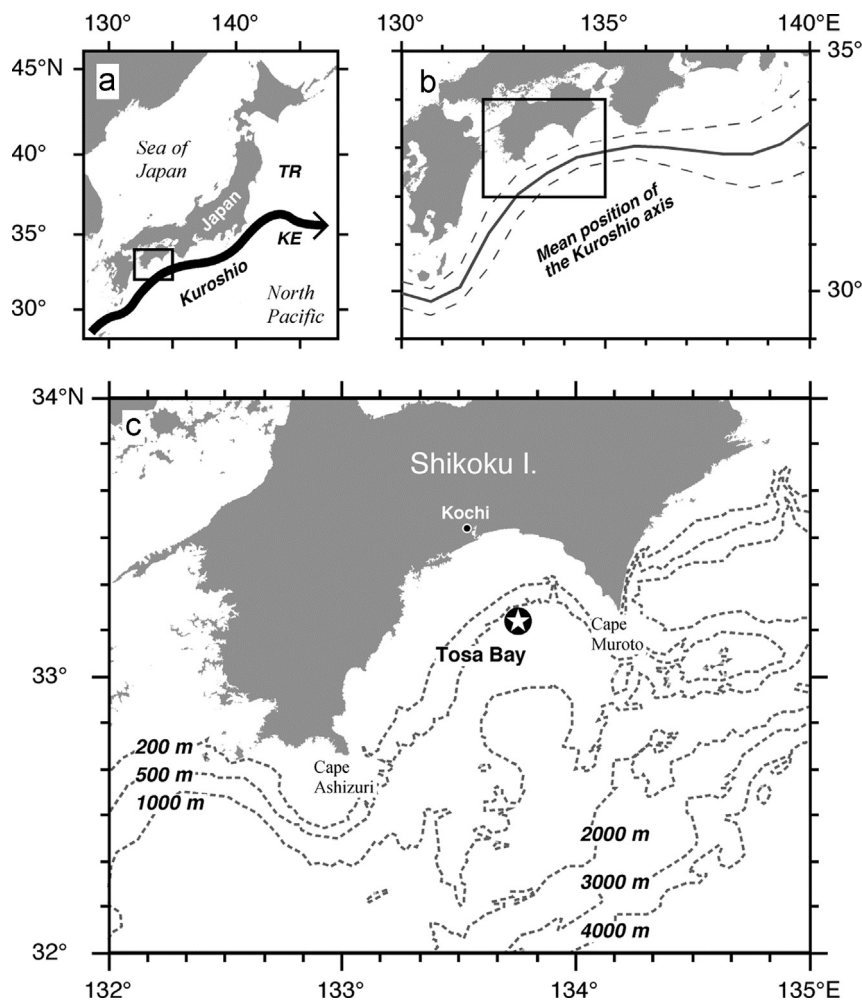 130°
140°
45°N
40°
35°
30°
a
Sea of
Japan
TR
Japan
KE
Kuroshio
North
Pacific
130°
135°
140°E
35°
30°
b
Mean position of
the Kuroshio axis
34°N
33°
32°
c
Shikoku I.
Kochi
Cape
Muroto
Tosa Bay
200 m
500 m
1000 m
Cape
Ashizuri
2000 m
3000 m
4000 m
132°
133°
134°
135°E